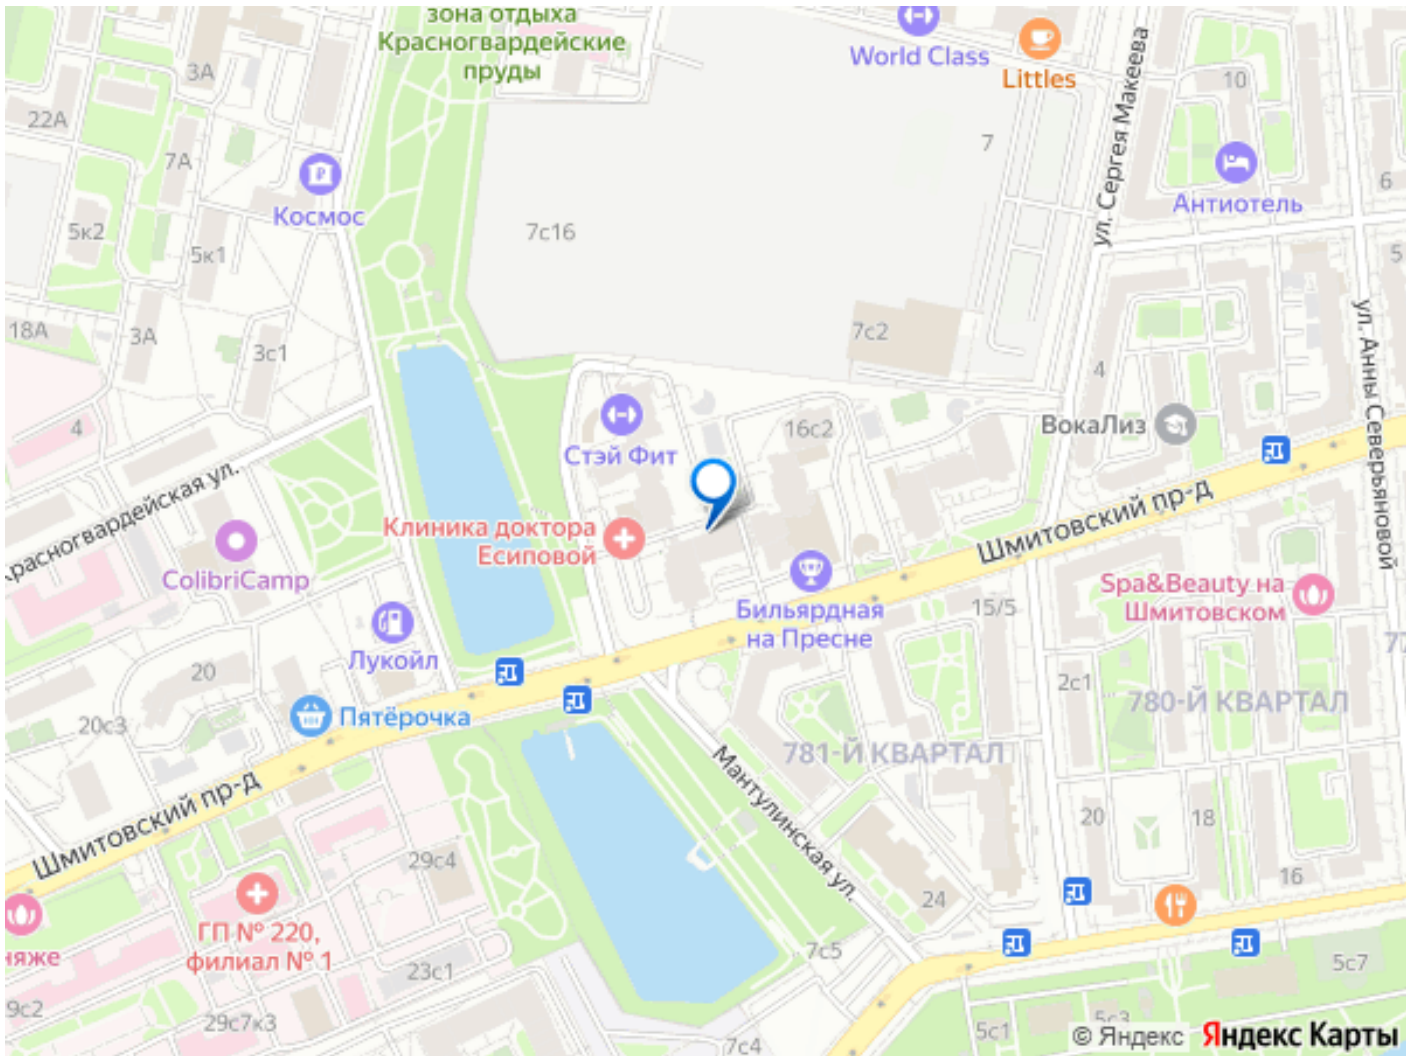 зона отдыха
Красногвардейские
пруды
World Class
Littles
ул. Сергея Макеева
10
3А
22А
7А
7
Антиотель
6
Космос
5к2
5к1
7с16
5
18А
3А
3с1
7с2
4
ул. Анны Северьяновой
4
Стэй Фит
16с2
ВокаЛиз
Красногвардейская ул.
Шмитовский пр-д
Клиника доктора
Есиповой
ColibriCamp
Бильярдная
на Пресне
15/5
Spa&Beauty на
Шмитовском
Лукойл
20
77
2с1
780-Й КВАРТАЛ
20с3
Пятёрочка
781-Й КВАРТАЛ
Мантулинская ул.
Шмитовский пр-д
20
18
29с4
16
24
ГП № 220,
филиал № 1
няже
23с1
7с5
5с7
9с2
29с7к3
7с4
5с1
5с3
© Яндекс Яндекс Карты